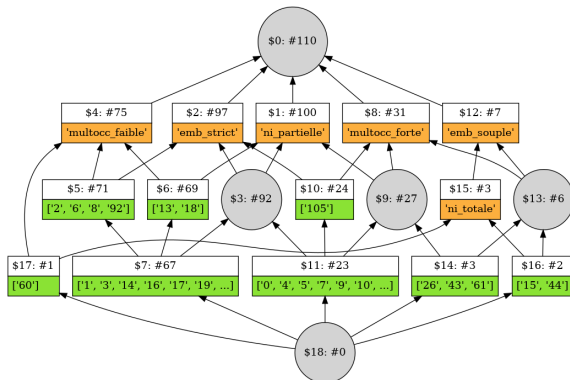 $0: #110
$4: #75
'multocc_faible'
$2: #97
'emb_strict'
$1: #100
'ni_partielle'
$8: #31
'multocc_forte'
$12: #7
'emb_souple'
$5: #71
['2', '6', '8', '92']
$6: #69
['13', '18']
$3: #92
$10: #24
['105']
$9: #27
$15: #3
'ni_totale'
$13: #6
$17: #1
['60']
$7: #67
['1', '3', '14', '16', '17', '19', ...]
$11: #23
['0', '4', '5', '7', '9', '10', ...]
$14: #3
['26', '43', '61']
$16: #2
['15', '44']
$18: #0